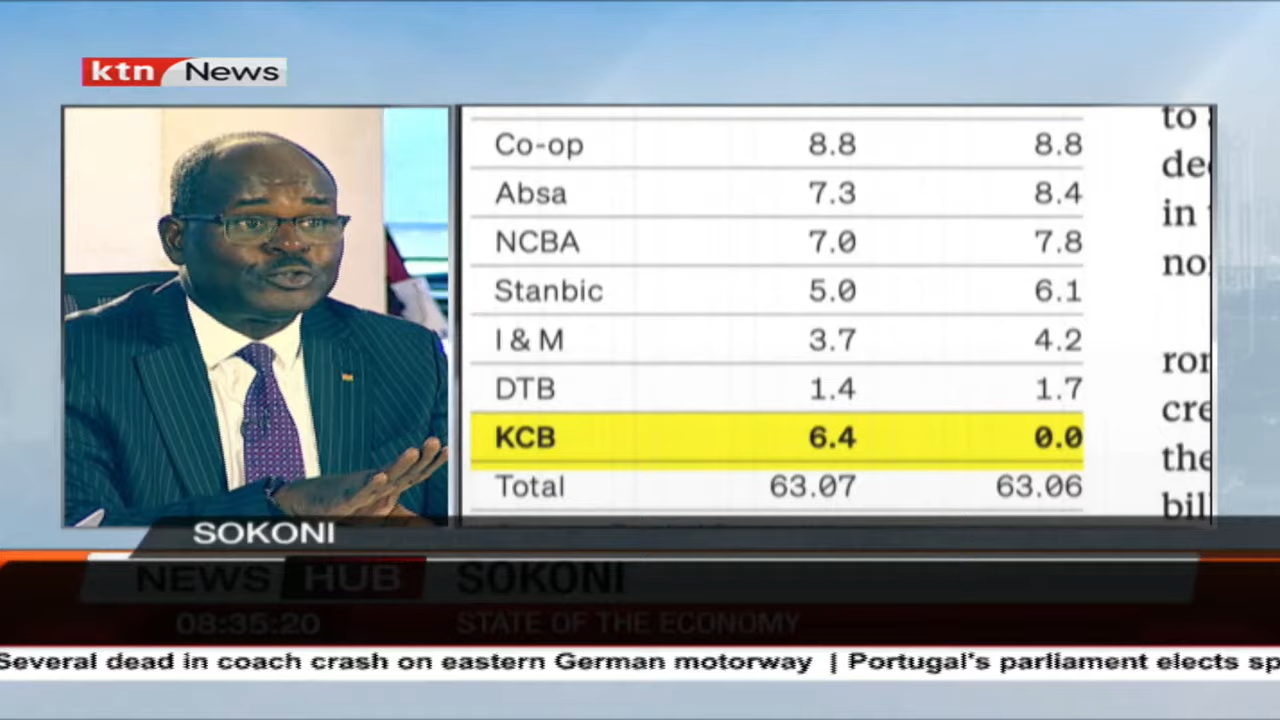 ktn News
Co-op 8.8 8.8
Absa 7.3 8.4
NCBA 7.0 7.8
Stanbic 5.0 6.1
I & M 3.7 4.2
DTB 1.4 1.7
KCB 6.4 0.0
Total 63.07 63.06
to
in
the
SOKONI
NEWS HUB SOKONI
08:35:20 STATE OF THE ECONOMY
Several dead in coach crash on eastern German motorway | Portugal's parliament elects